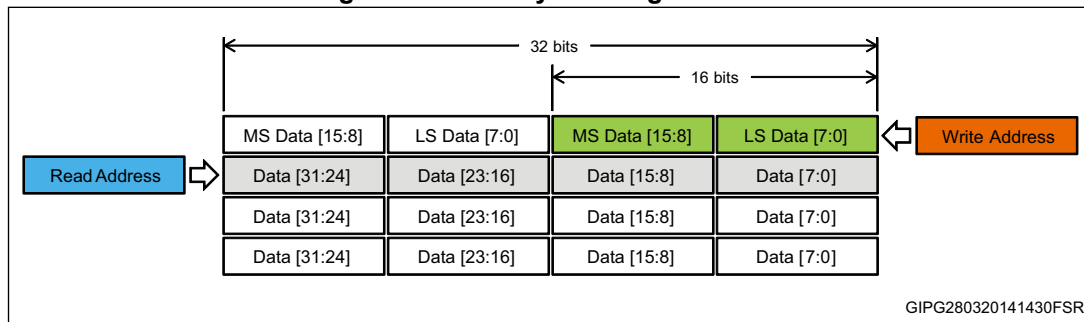 32 bits
16 bits
MS Data [15:8] LS Data [7:0] MS Data [15:8] LS Data [7:0] Write Address
Read Address Data [31:24] Data [23:16] Data [15:8] Data [7:0]
Data [31:24] Data [23:16] Data [15:8] Data [7:0]
Data [31:24] Data [23:16] Data [15:8] Data [7:0]
GIPG280320141430FSR